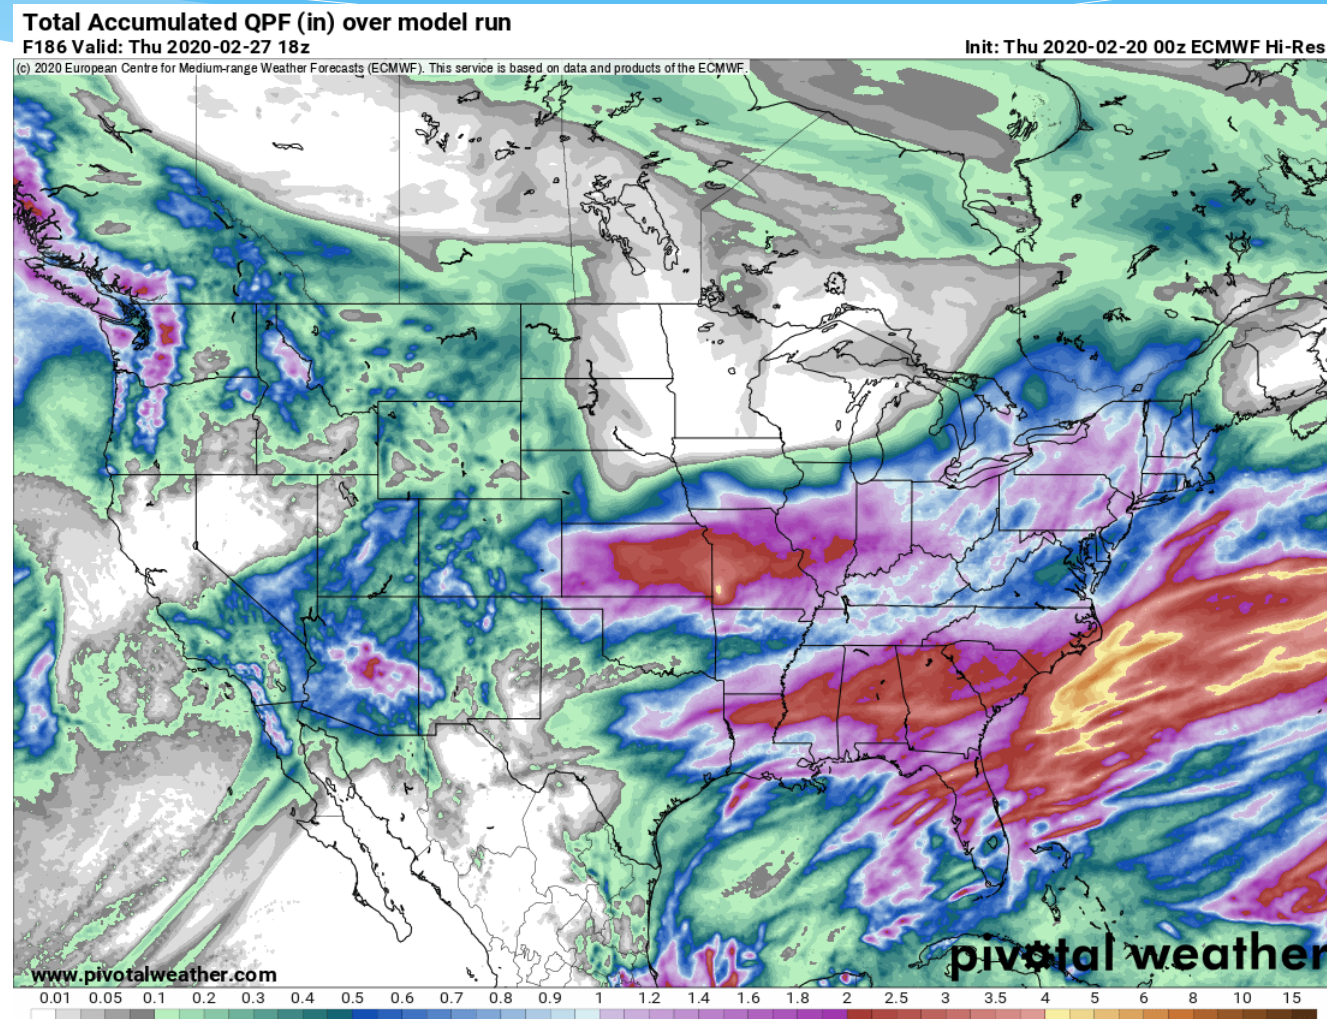 Total Accumulated QPF (in) over model run
F186 Valid: Thu 2020-02-27 18z
Init: Thu 2020-02-20 00z ECMWF Hi-Res
(c) 2020 European Centre for Medium-range Weather Forecasts (ECMWF). This service is based on data and products of the ECMWF.
pivotal weather
www.pivotalweather.com
0.01 0.05 0.1 0.2 0.3 0.4 0.5 0.6 0.7 0.8 0.9 1 1.2 1.4 1.6 1.8 2 2.5 3 3.5 4 5 6 8 10 15